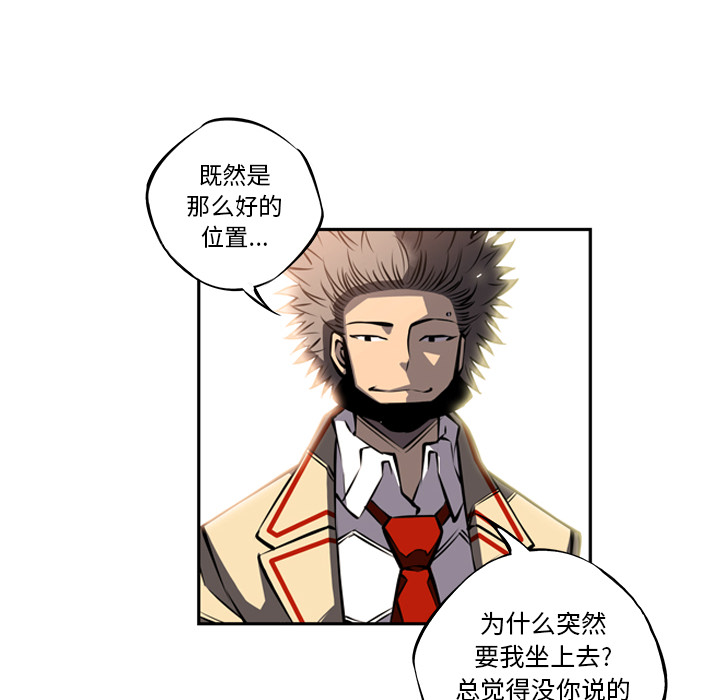 既然是
那么好的
位置...
为什么突然
要我坐上去?
总觉得没你说的